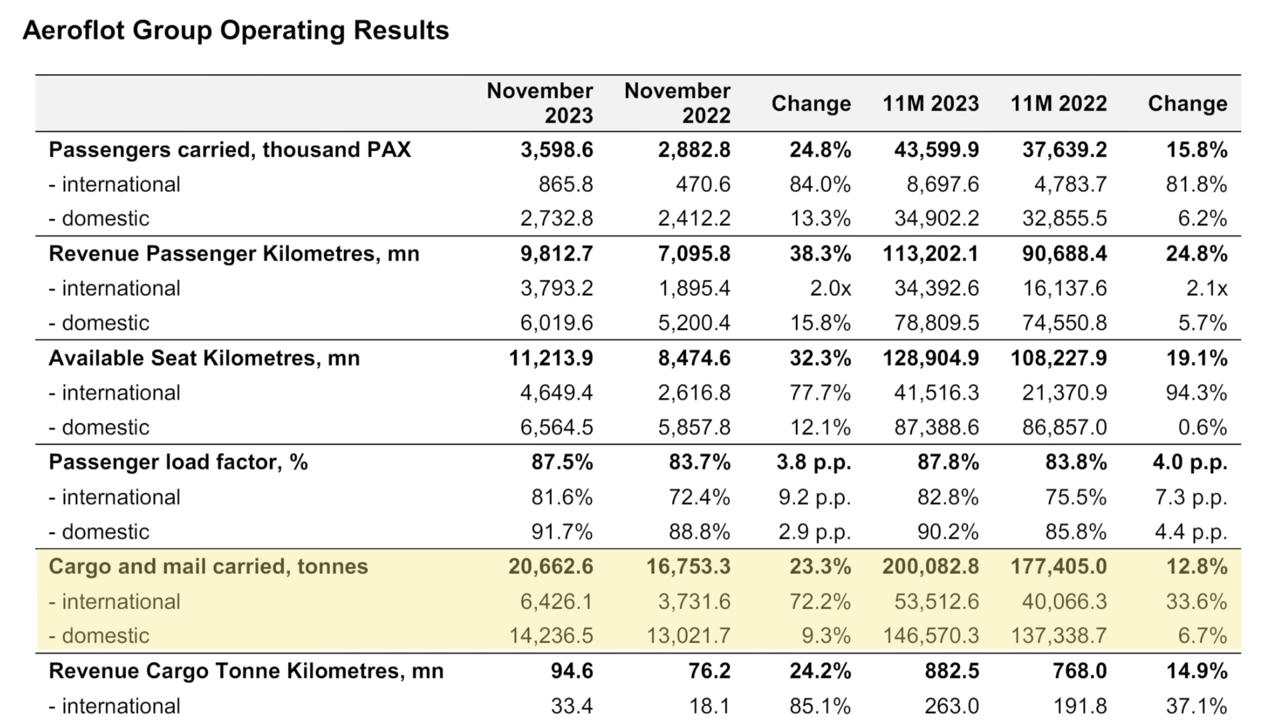 Aeroflot Group Operating Results
November 2023 November 2022 Change 11M 2023 11M 2022 Change
Passengers carried, thousand PAX 3,598.6 2,882.8 24.8% 43,599.9 37,639.2 15.8%
- international 865.8 470.6 84.0% 8,697.6 4,783.7 81.8%
- domestic 2,732.8 2,412.2 13.3% 34,902.2 32,855.5 6.2%
Revenue Passenger Kilometres, mn 9,812.7 7,095.8 38.3% 113,202.1 90,688.4 24.8%
- international 3,793.2 1,895.4 2.0x 34,392.6 16,137.6 2.1x
- domestic 6,019.6 5,200.4 15.8% 78,809.5 74,550.8 5.7%
Available Seat Kilometres, mn 11,213.9 8,474.6 32.3% 128,904.9 108,227.9 19.1%
- international 4,649.4 2,616.8 77.7% 41,516.3 21,370.9 94.3%
- domestic 6,564.5 5,857.8 12.1% 87,388.6 86,857.0 0.6%
Passenger load factor, % 87.5% 83.7% 3.8 p.p. 87.8% 83.8% 4.0 p.p.
- international 81.6% 72.4% 9.2 p.p. 82.8% 75.5% 7.3 p.p.
- domestic 91.7% 88.8% 2.9 p.p. 90.2% 85.8% 4.4 p.p.
Cargo and mail carried, tonnes 20,662.6 16,753.3 23.3% 200,082.8 177,405.0 12.8%
- international 6,426.1 3,731.6 72.2% 53,512.6 40,066.3 33.6%
- domestic 14,236.5 13,021.7 9.3% 146,570.3 137,338.7 6.7%
Revenue Cargo Tonne Kilometres, mn 94.6 76.2 24.2% 882.5 768.0 14.9%
- international 33.4 18.1 85.1% 263.0 191.8 37.1%